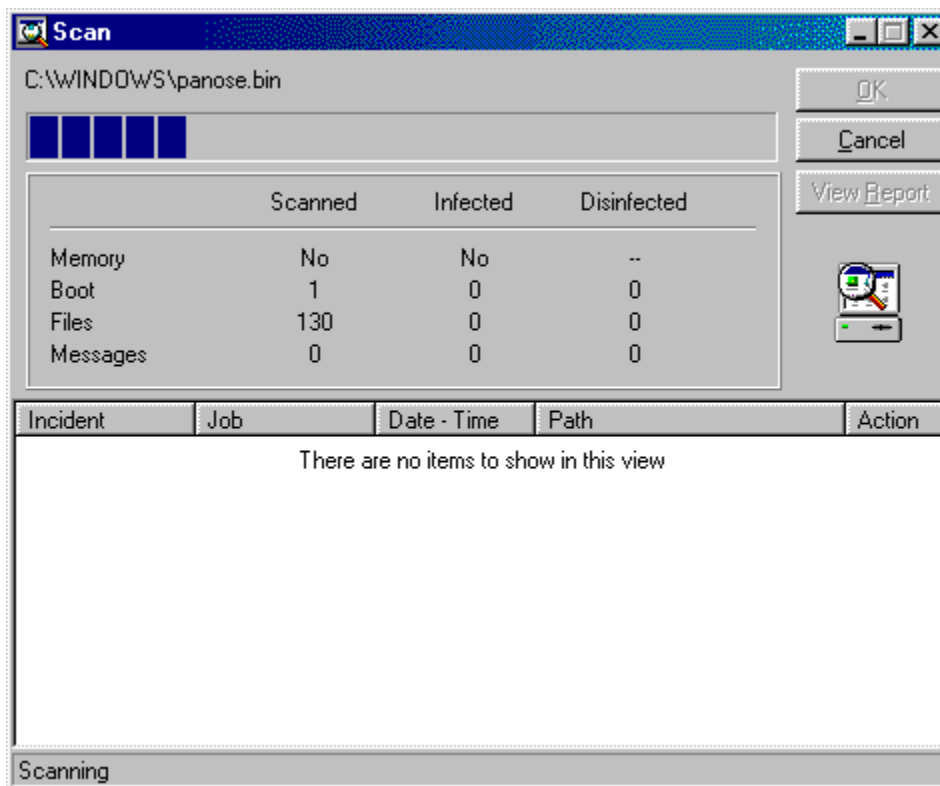 Scan
C:\WINDOWS\panose.bin
OK
Cancel
View Report
Scanned Infected Disinfected
Memory No No --
Boot 1 0 0
Files 130 0 0
Messages 0 0 0
Incident Job Date - Time Path Action
There are no items to show in this view
Scanning